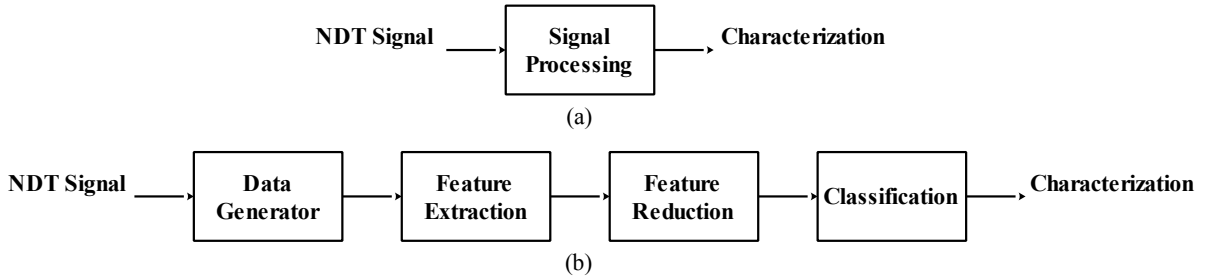 NDT Signal
Signal
Processing
Characterization
(a)
NDT Signal
Data
Generator
Feature
Extraction
Feature
Reduction
Classification
Characterization
(b)